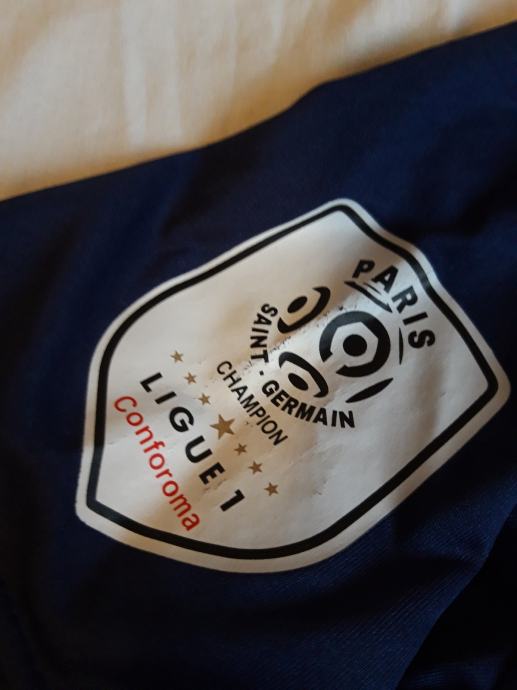 PARIS
SAINT · GERMAIN
CHAMPION
LIGUE 1
Conforoma